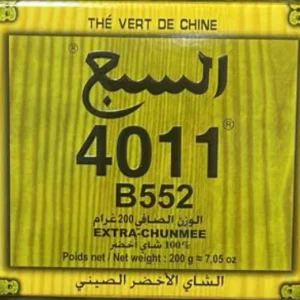 THÉ VERT DE CHINE
السبع ®
4011 ®
B552
الوزن الصافي 200 غرام
EXTRA-CHUNMEE
100% شاي أخضر
Poids net / Net weight : 200 g ≈ 7,05 oz
الشاي الأخضر الصيني